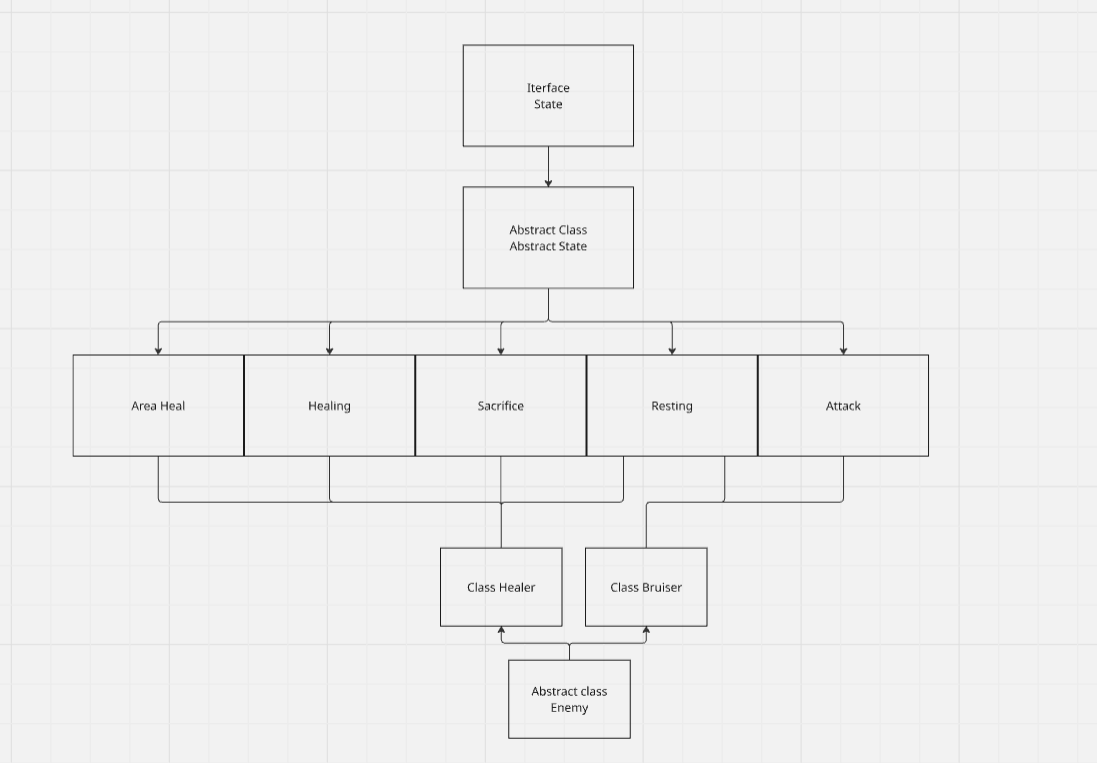 Iterface
State
Abstract Class
Abstract State
Area Heal
Healing
Sacrifice
Resting
Attack
Class Healer
Class Bruiser
Abstract class
Enemy